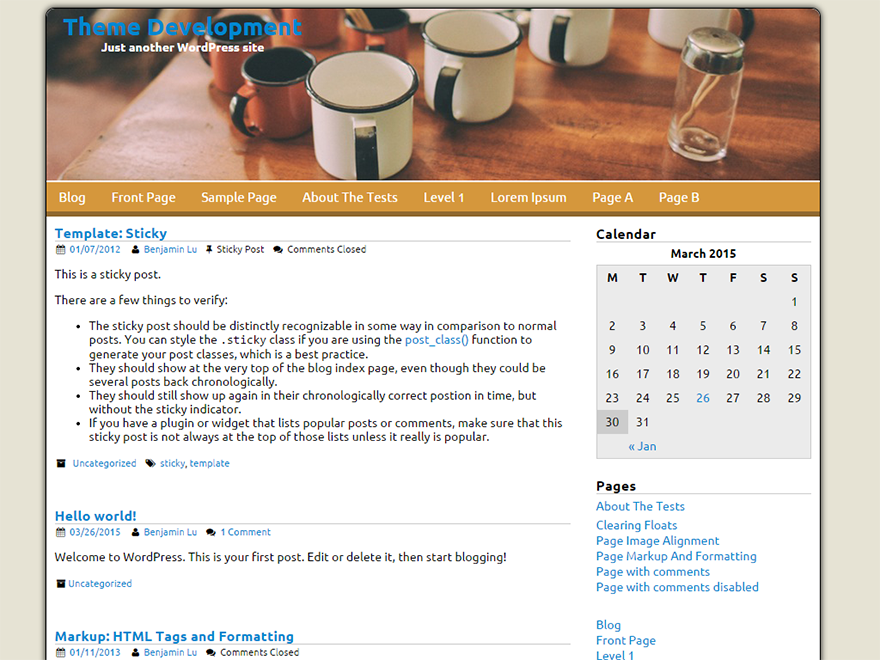 Theme Development
Just another WordPress site
Blog Front Page Sample Page About The Tests Level 1 Lorem Ipsum Page A Page B
Template: Sticky
01/07/2012 Benjamin Lu Sticky Post Comments Closed
This is a sticky post.
There are a few things to verify:
• The sticky post should be distinctly recognizable in some way in comparison to normal
posts. You can style the .sticky class if you are using the post_class() function to
generate your post classes, which is a best practice.
• They should show at the very top of the blog index page, even though they could be
several posts back chronologically.
• They should still show up again in their chronologically correct postion in time, but
without the sticky indicator.
• If you have a plugin or widget that lists popular posts or comments, make sure that this
sticky post is not always at the top of those lists unless it really is popular.
Uncategorized sticky, template
Hello world!
03/26/2015 Benjamin Lu 1 Comment
Welcome to WordPress. This is your first post. Edit or delete it, then start blogging!
Uncategorized
Markup: HTML Tags and Formatting
01/11/2013 Benjamin Lu Comments Closed
Calendar
March 2015
M T W T F S S
1
2 3 4 5 6 7 8
9 10 11 12 13 14 15
16 17 18 19 20 21 22
23 24 25 26 27 28 29
30 31
« Jan
Pages
About The Tests
Clearing Floats
Page Image Alignment
Page Markup And Formatting
Page with comments
Page with comments disabled
Blog
Front Page
Level 1